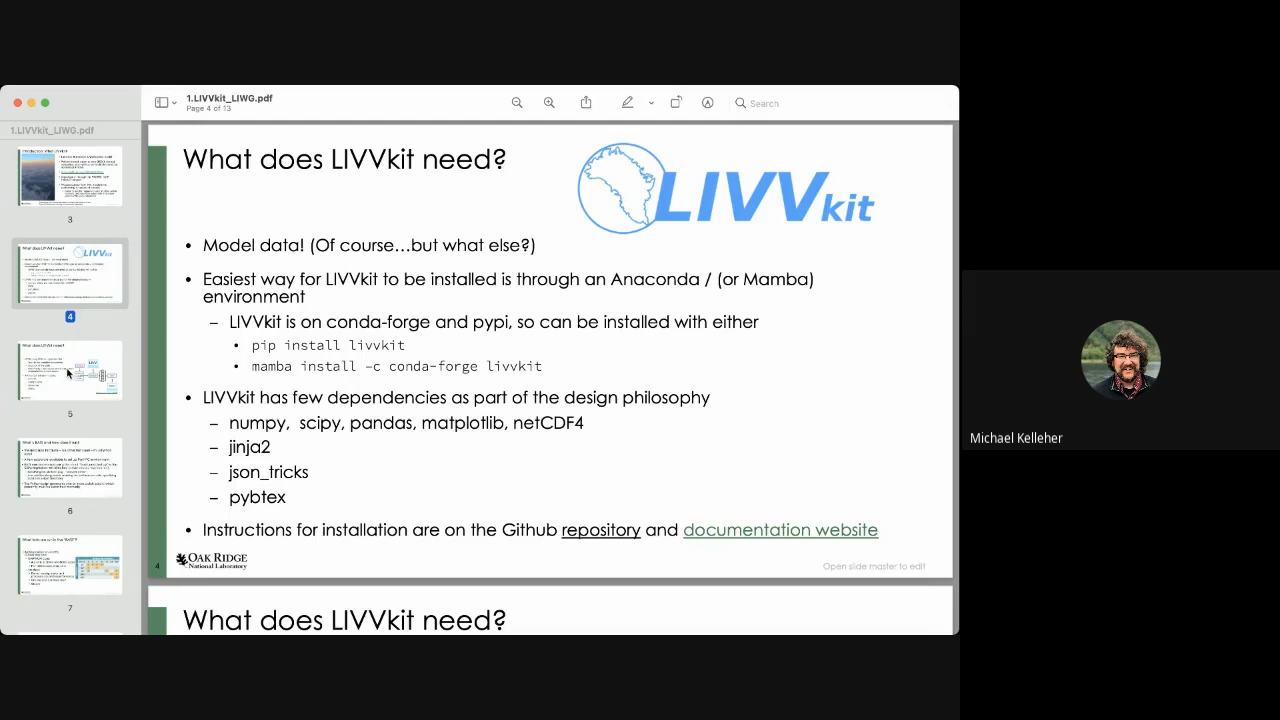 1.LIVVkit_LIWG.pdf
Page 4 of 13
Search
1.LIVVkit_LIWG.pdf
3
4
5
6
7
What does LIVVkit need?
LIVVkit
• Model data! (Of course...but what else?)
• Easiest way for LIVVkit to be installed is through an Anaconda / (or Mamba)
environment
– LIVVkit is on conda-forge and pypi, so can be installed with either
• pip install livvkit
• mamba install -c conda-forge livvkit
• LIVVkit has few dependencies as part of the design philosophy
– numpy, scipy, pandas, matplotlib, netCDF4
– jinja2
– json_tricks
– pybtex
• Instructions for installation are on the Github repository and documentation website
4
OAK RIDGE
National Laboratory
Open slide master to edit
What does LIVVkit need?
Michael Kelleher